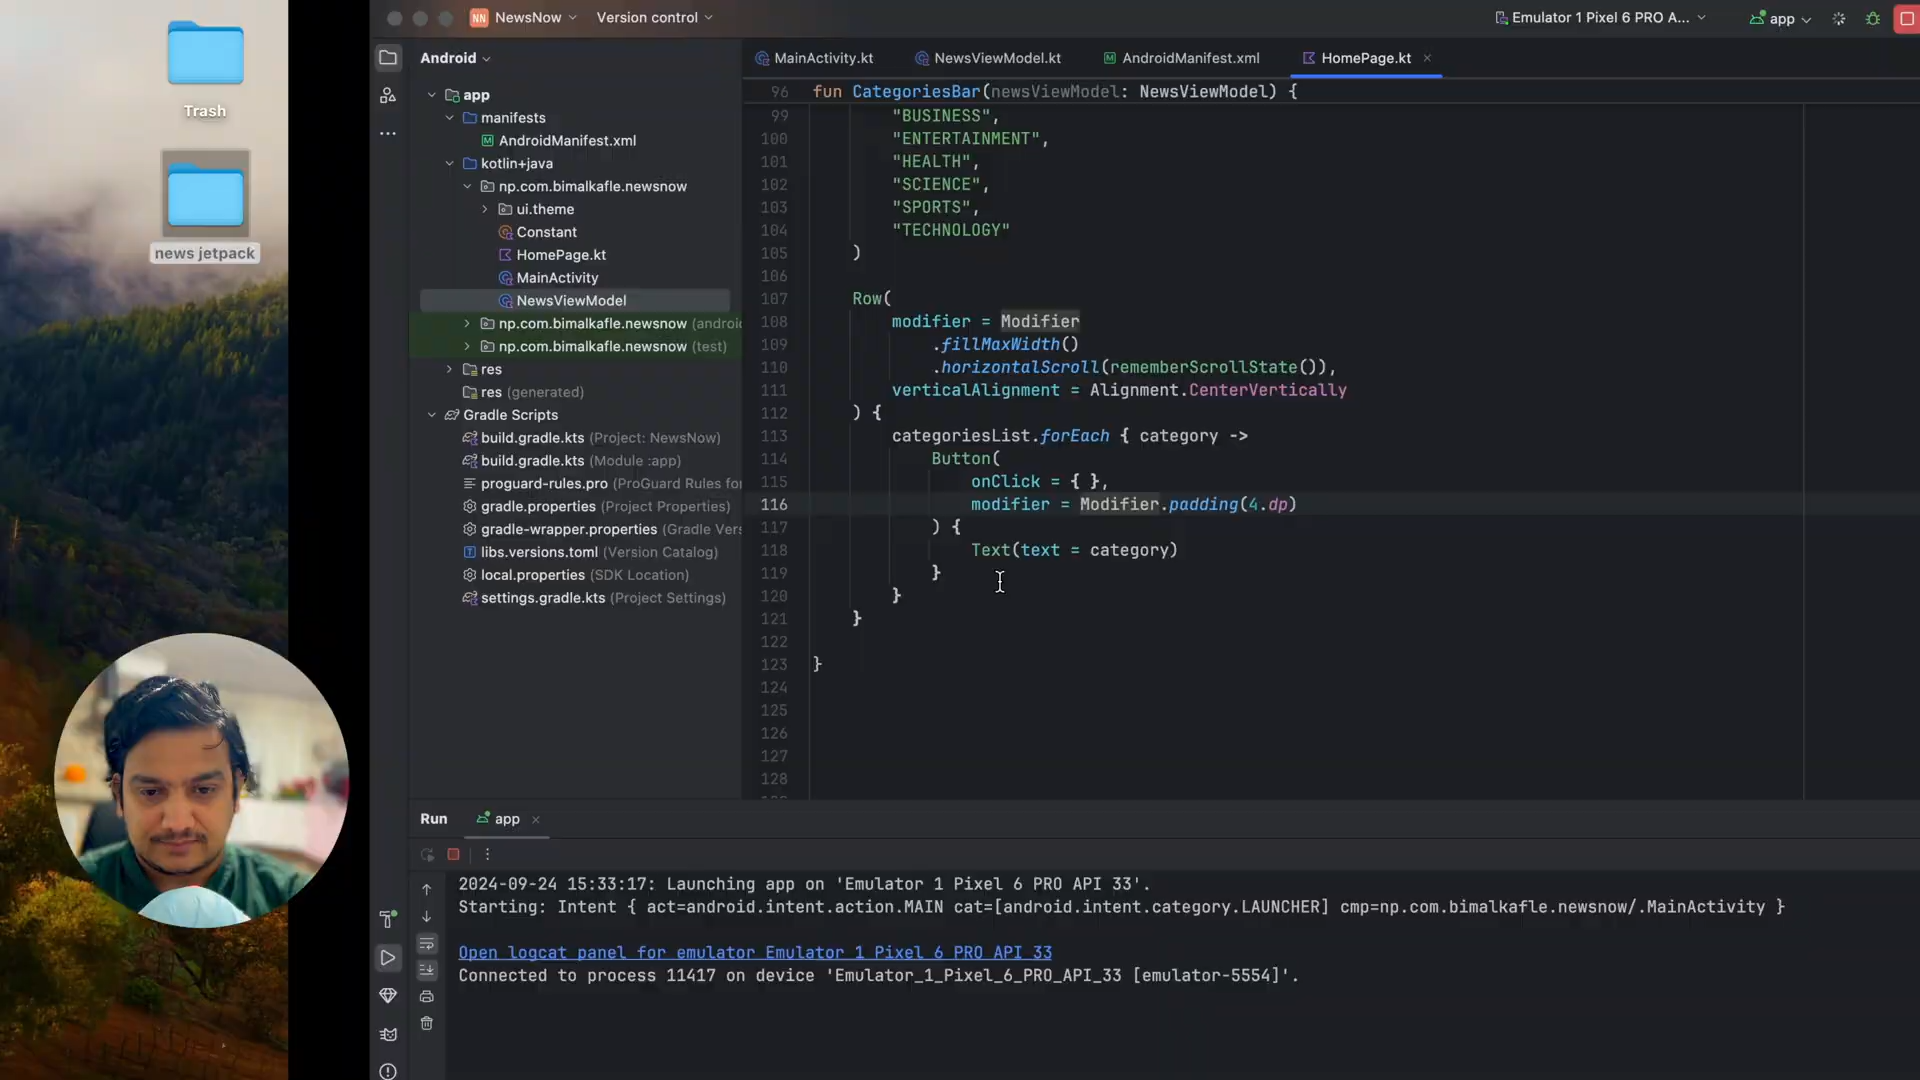 Trash
news jetpack
NN NewsNow Version control Emulator 1 Pixel 6 PRO A... app
Android
MainActivity.kt NewsViewModel.kt AndroidManifest.xml HomePage.kt
app
manifests
AndroidManifest.xml
kotlin+java
np.com.bimalkafle.newsnow
ui.theme
Constant
HomePage.kt
MainActivity
NewsViewModel
np.com.bimalkafle.newsnow (androi
np.com.bimalkafle.newsnow (test)
res
res (generated)
Gradle Scripts
build.gradle.kts (Project: NewsNow)
build.gradle.kts (Module :app)
proguard-rules.pro (ProGuard Rules for
gradle.properties (Project Properties)
gradle-wrapper.properties (Gradle Vers
libs.versions.toml (Version Catalog)
local.properties (SDK Location)
settings.gradle.kts (Project Settings)
96 fun CategoriesBar(newsViewModel: NewsViewModel) {
99 "BUSINESS",
100 "ENTERTAINMENT",
101 "HEALTH",
102 "SCIENCE",
103 "SPORTS",
104 "TECHNOLOGY"
105 )
106
107 Row(
108 modifier = Modifier
109 .fillMaxWidth()
110 .horizontalScroll(rememberScrollState()),
111 verticalAlignment = Alignment.CenterVertically
112 ) {
113 categoriesList.forEach { category ->
114 Button(
115 onClick = { },
116 modifier = Modifier.padding(4.dp)
117 ) {
118 Text(text = category)
119 }
120 }
121 }
122
123 }
124
125
126
127
128
Run app
2024-09-24 15:33:17: Launching app on 'Emulator 1 Pixel 6 PRO API 33'.
Starting: Intent { act=android.intent.action.MAIN cat=[android.intent.category.LAUNCHER] cmp=np.com.bimalkafle.newsnow/.MainActivity }
Open logcat panel for emulator Emulator 1 Pixel 6 PRO API 33
Connected to process 11417 on device 'Emulator_1_Pixel_6_PRO_API_33 [emulator-5554]'.